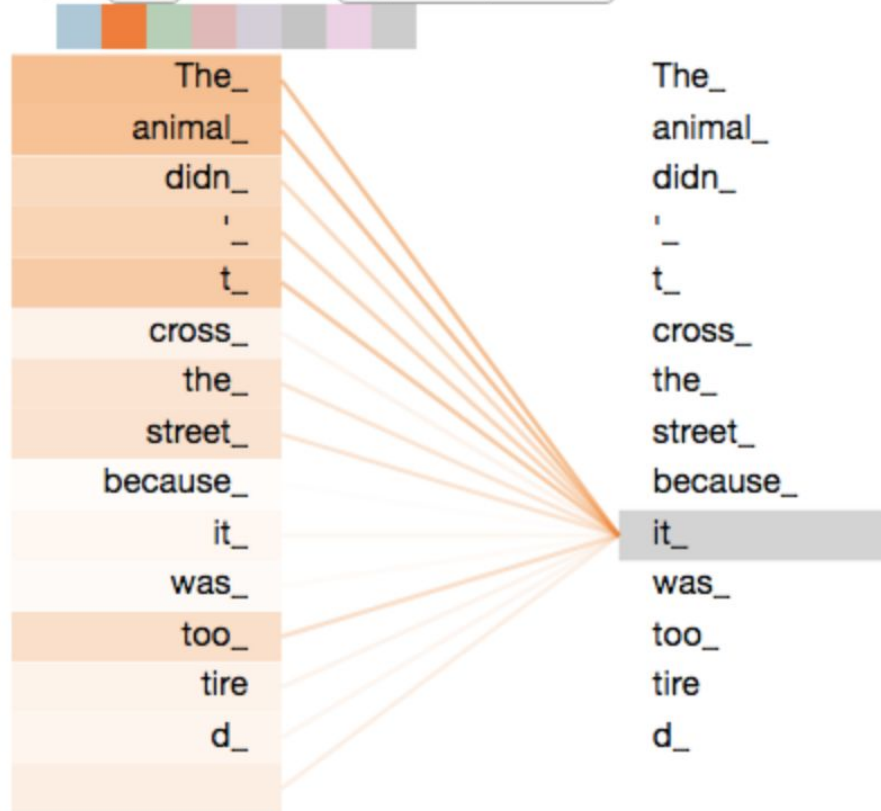 The_ The_
animal_ animal_
didn_ didn_
'_ '_
t_ t_
cross_ cross_
the_ the_
street_ street_
because_ because_
it_ it_
was_ was_
too_ too_
tire tire
d_ d_